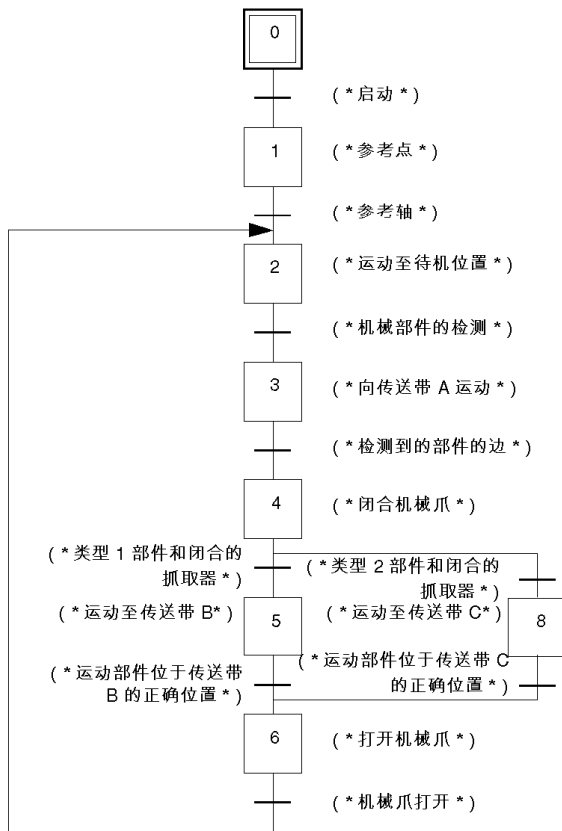 0
(*启动*)
1
(*参考点*)
(*参考轴*)
2
(*运动至待机位置*)
(*机械部件的检测*)
3
(*向传送带 A 运动*)
(*检测到的部件的边*)
4
(*闭合机械爪*)
(*类型 1 部件和闭合的
抓取器*)
(*类型 2 部件和闭合的
抓取器*)
(*运动至传送带 B*)
5
(*运动至传送带 C*)
8
(*运动部件位于传送带
B 的正确位置*)
(*运动部件位于传送带 C
的正确位置*)
6
(*打开机械爪*)
(*机械爪打开*)